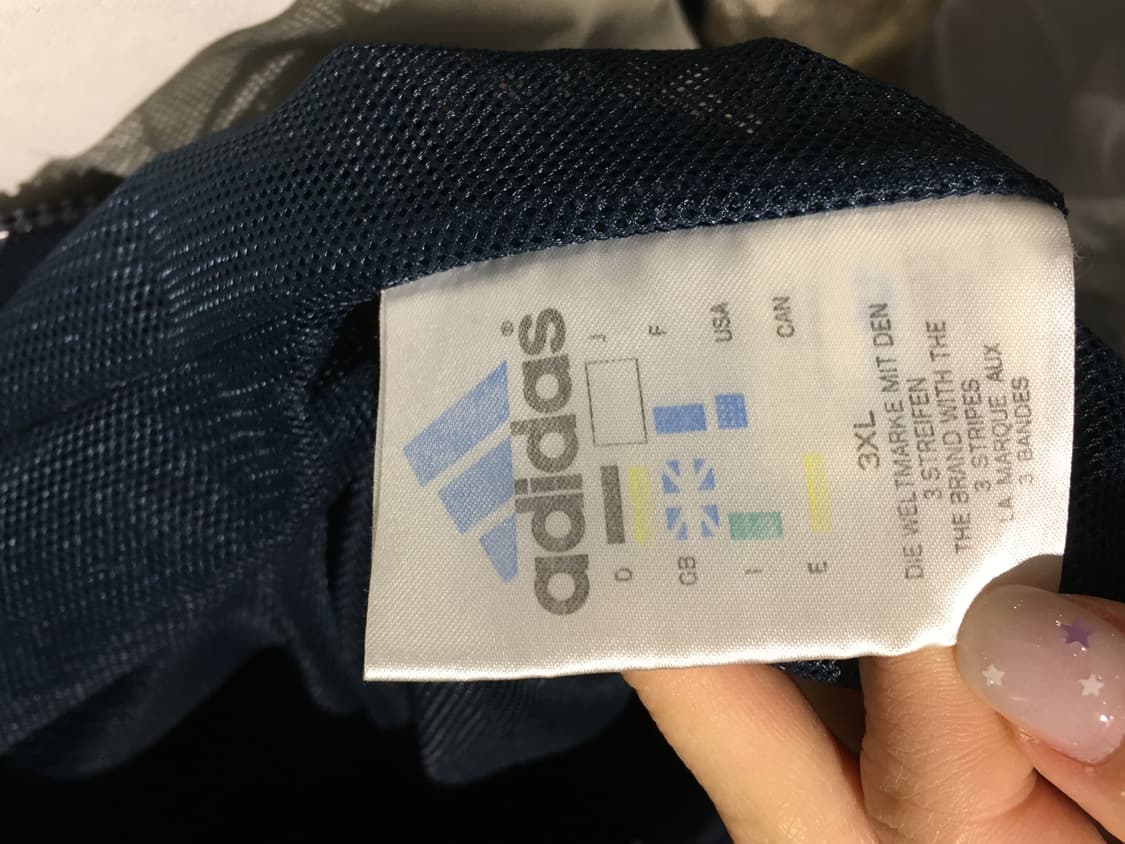 adidas®
D J
F
GB USA
I CAN
E
3XL
DIE WELTMARKE MIT DEN
3 STREIFEN
THE BRAND WITH THE
3 STRIPES
LA MARQUE AUX
3 BANDES